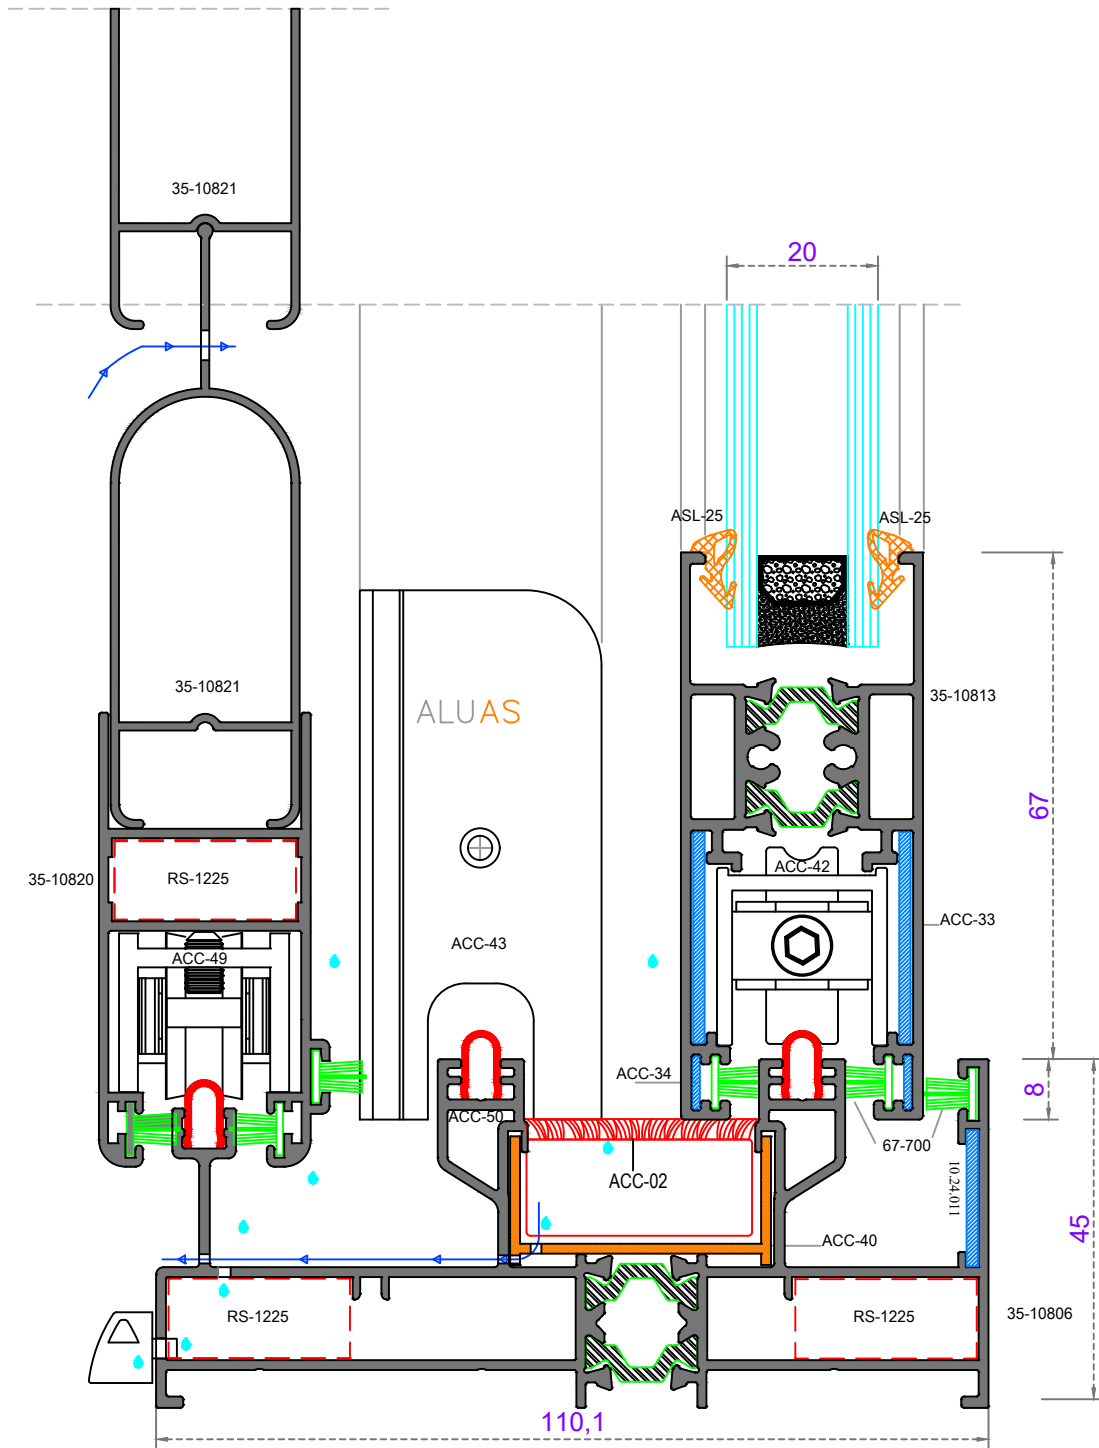 35-10821
20
ASL-25
ASL-25
35-10821
35-10813
ALUAS
67
ACC-42
35-10820
RS-1225
ACC-33
ACC-43
ACC-49
ACC-34
8
ACC-50
67-700
10.24.011
ACC-02
45
ACC-40
RS-1225
RS-1225
35-10806
110,1